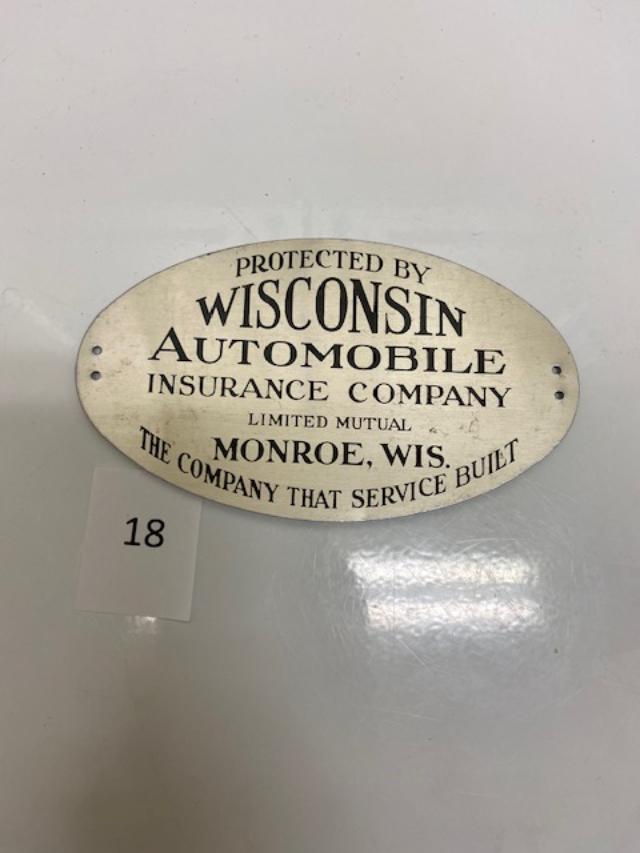 PROTECTED BY
WISCONSIN
AUTOMOBILE
INSURANCE COMPANY
LIMITED MUTUAL
MONROE, WIS.
THE COMPANY THAT SERVICE BUILT
18